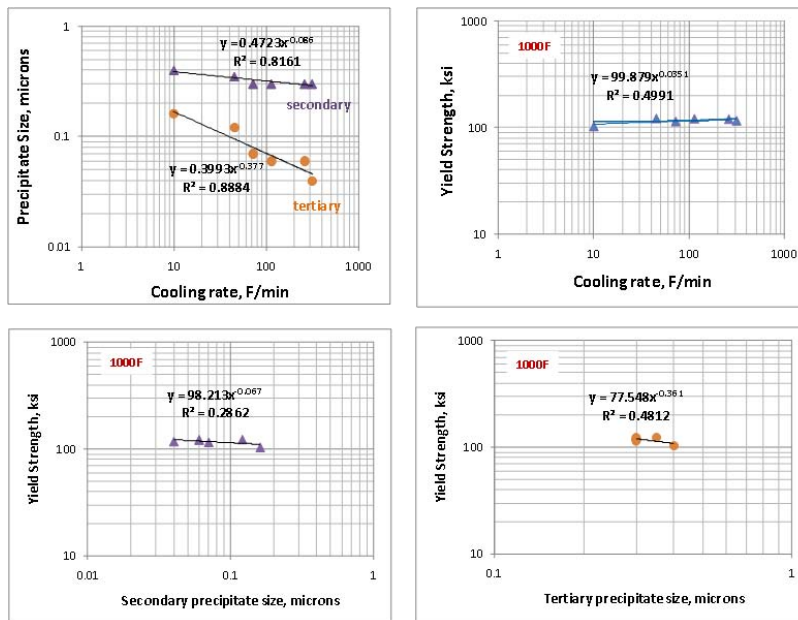 1
y = 0.4723x^-0.086
R² = 0.8161
secondary
0.1
y = 0.3993x^-0.377
R² = 0.8884
tertiary
0.01
1
10
100
1000
Precipitate Size, microns
Cooling rate, F/min
1000
1000F
y = 99.879x^0.0351
R² = 0.4991
100
10
1
10
100
1000
Yield Strength, ksi
Cooling rate, F/min
1000
1000F
y = 98.213x^-0.067
R² = 0.2862
100
10
0.01
0.1
1
Yield Strength, ksi
Secondary precipitate size, microns
1000
1000F
y = 77.548x^-0.361
R² = 0.4812
100
10
0.1
1
Yield Strength, ksi
Tertiary precipitate size, microns